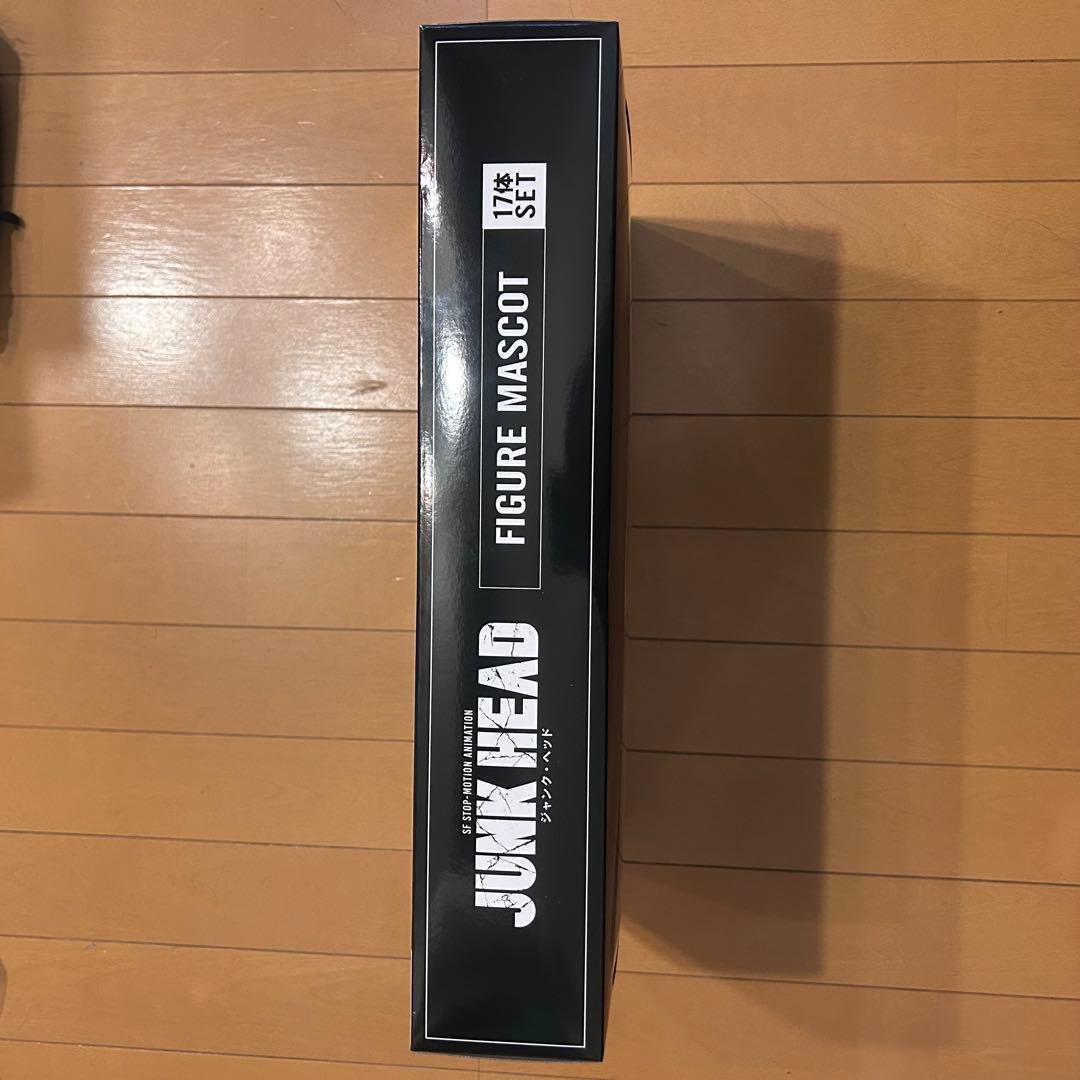 SF STOP-MOTION ANIMATION
JUNK HEAD
ジャンク・ヘッド
FIGURE MASCOT
17体
SET